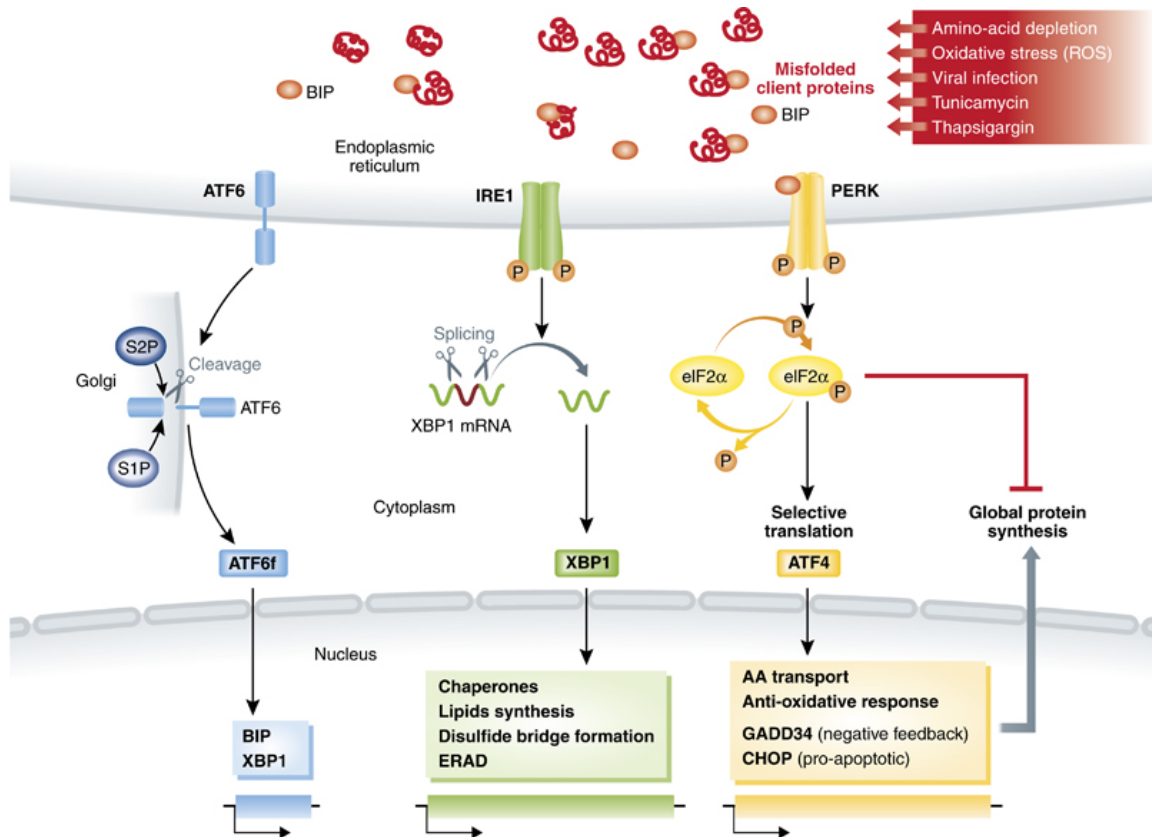 Amino-acid depletion
Oxidative stress (ROS)
Viral infection
Tunicamycin
Thapsigargin
Misfolded
client proteins
BIP
BIP
Endoplasmic
reticulum
ATF6
IRE1
PERK
P
P
P
P
S2P
Cleavage
Golgi
ATF6
S1P
Splicing
XBP1 mRNA
P
eIF2α
eIF2α
P
P
Cytoplasm
Selective
translation
Global protein
synthesis
ATF6f
XBP1
ATF4
Nucleus
BIP
XBP1
Chaperones
Lipids synthesis
Disulfide bridge formation
ERAD
AA transport
Anti-oxidative response
GADD34 (negative feedback)
CHOP (pro-apoptotic)